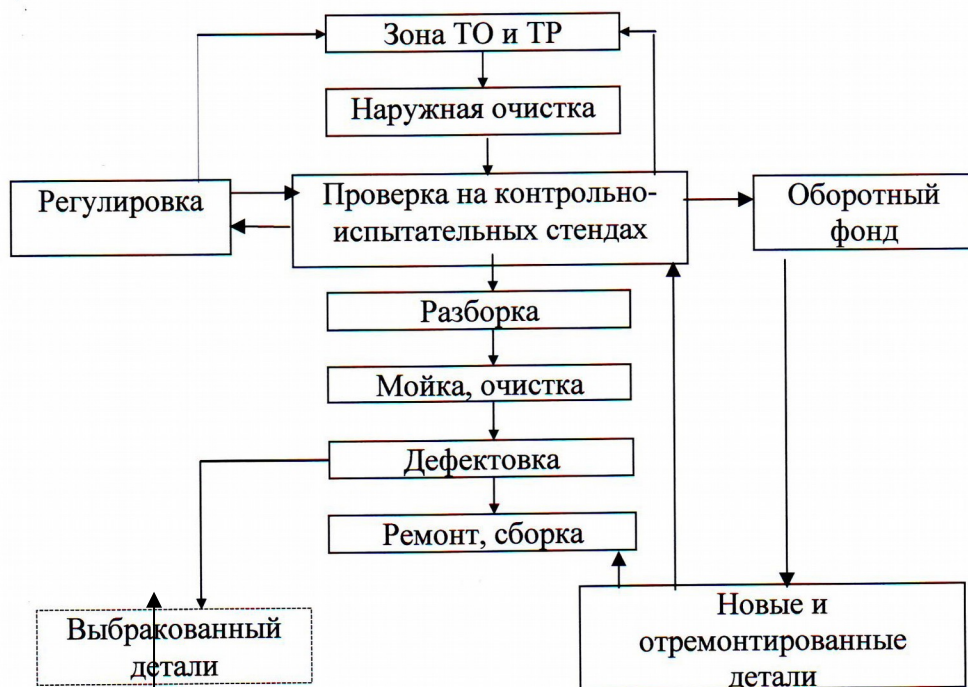 Зона ТО и ТР
Наружная очистка
Регулировка
Проверка на контрольно-
испытательных стендах
Оборотный
фонд
Разборка
Мойка, очистка
Дефектовка
Ремонт, сборка
Выбракованный
детали
Новые и
отремонтированные
детали